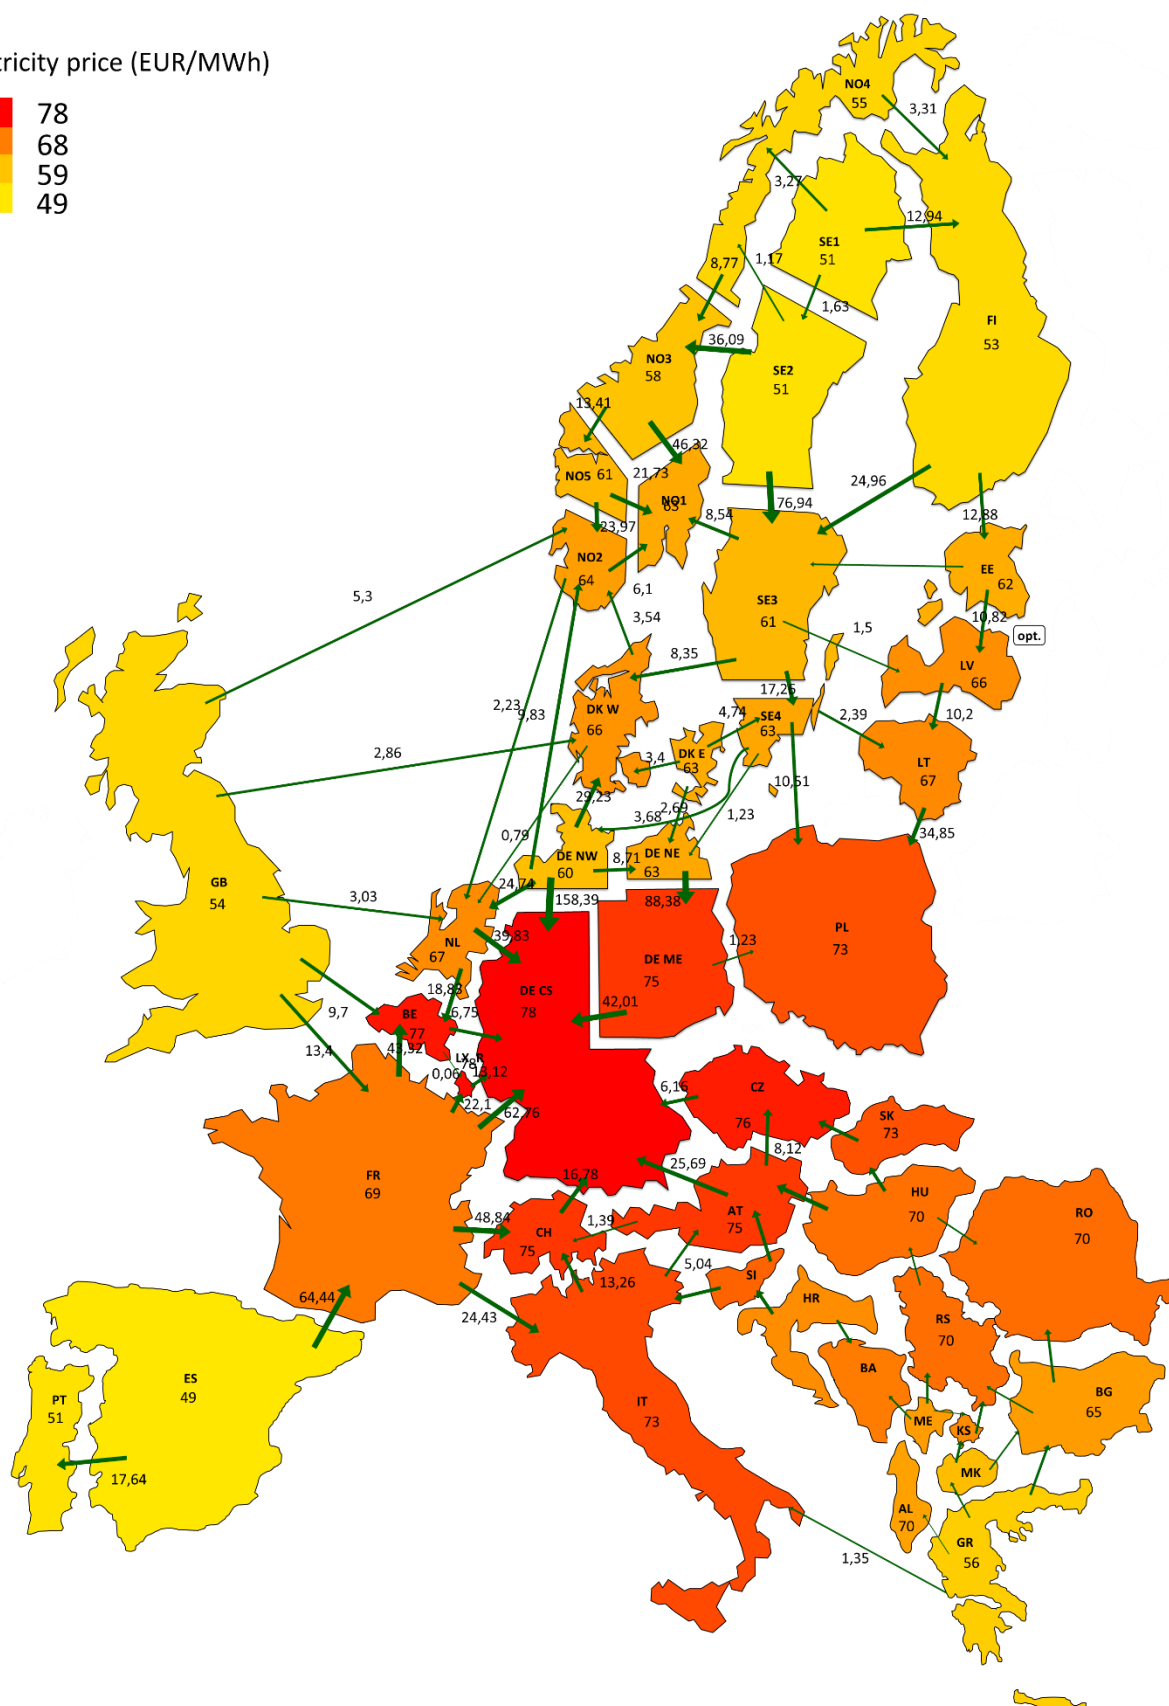 tricity price (EUR/MWh)
78
68
59
49
NO4
55
3,31
3,27
12,94
SE1
51
8,77
1,17
1,63
FI
53
36,09
NO3
58
SE2
51
13,41
46,32
NO5 61
21,73
NO1
63
24,96
76,94
8,54
12,88
23,97
NO2
64
EE
62
5,3
6,1
SE3
61
3,54
10,82
opt.
1,5
8,35
LV
66
17,26
2,23
9,83
DK W
66
4,74
SE4
63
2,39
10,2
2,86
DK E
63
3,4
LT
67
10,51
29,23
3,68
2,69
1,23
34,85
0,79
DE NW
60
8,71
DE NE
63
GB
54
24,74
3,03
158,39
88,38
PL
73
39,83
NL
67
1,23
DE ME
75
18,83
DE CS
78
42,01
9,7
BE
77
6,75
13,4
43,32
LX_R
78
0,06
13,12
22,1
62,76
6,16
CZ
76
SK
73
8,12
25,69
FR
69
16,78
HU
70
RO
70
48,84
1,39
AT
75
CH
75
5,04
13,26
SI
64,44
24,43
HR
RS
70
ES
49
BA
PT
51
IT
73
BG
65
ME
KS
MK
17,64
AL
70
GR
56
1,35